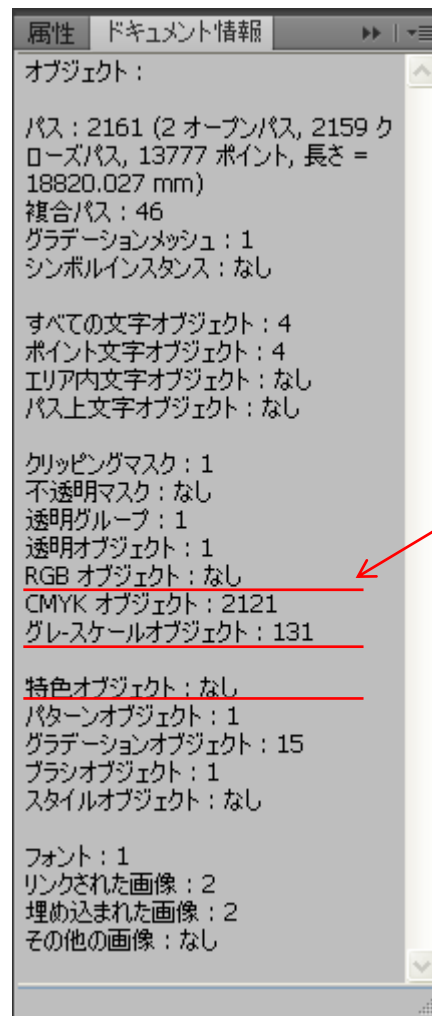 属性 ドキュメント情報
オブジェクト：
パス：2161 (2 オープンパス, 2159 ク
ローズパス, 13777 ポイント, 長さ =
18820.027 mm)
複合パス：46
グラデーションメッシュ：1
シンボルインスタンス：なし
すべての文字オブジェクト：4
ポイント文字オブジェクト：4
エリア内文字オブジェクト：なし
パス上文字オブジェクト：なし
クリッピングマスク：1
不透明マスク：なし
透明グループ：1
透明オブジェクト：1
RGB オブジェクト：なし
CMYK オブジェクト：2121
グレースケールオブジェクト：131
特色オブジェクト：なし
パターンオブジェクト：1
グラデーションオブジェクト：15
ブラシオブジェクト：1
スタイルオブジェクト：なし
フォント：1
リンクされた画像：2
埋め込まれた画像：2
その他の画像：なし